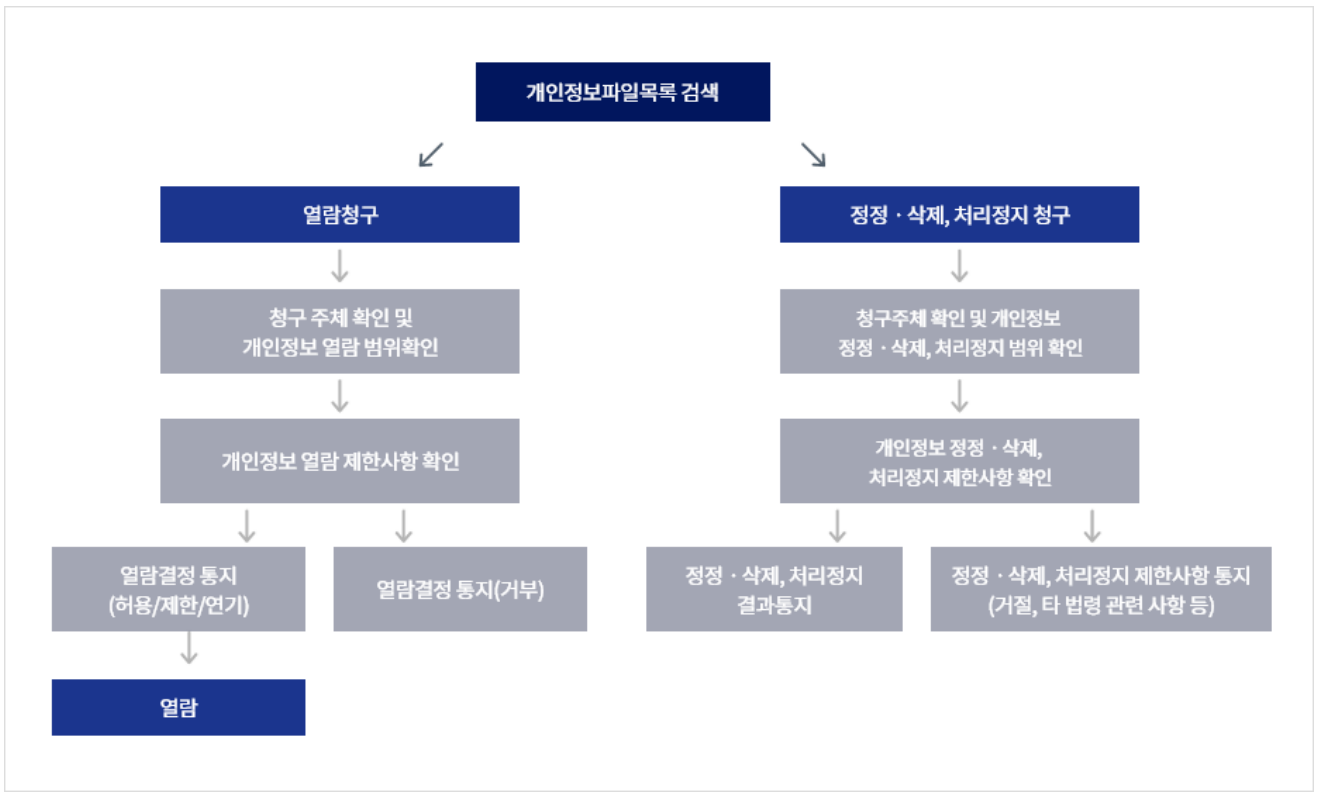 개인정보파일목록 검색
열람청구
정정 · 삭제, 처리정지 청구
청구 주체 확인 및
개인정보 열람 범위확인
청구주체 확인 및 개인정보
정정 · 삭제, 처리정지 범위 확인
개인정보 열람 제한사항 확인
개인정보 정정 · 삭제,
처리정지 제한사항 확인
열람결정 통지
(허용/제한/연기)
열람결정 통지(거부)
정정 · 삭제, 처리정지
결과통지
정정 · 삭제, 처리정지 제한사항 통지
(거절, 타 법령 관련 사항 등)
열람